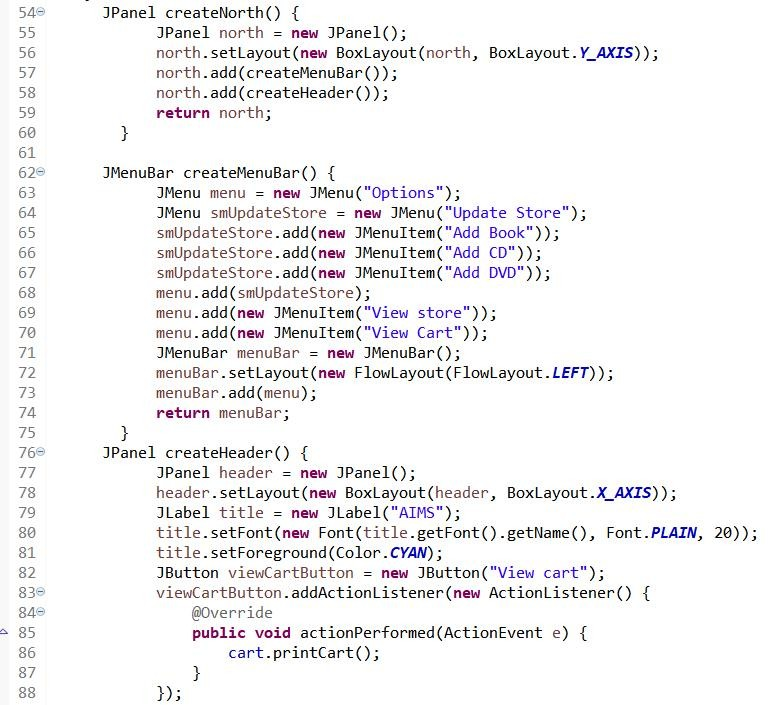 54 JPanel createNorth() {
55 JPanel north = new JPanel();
56 north.setLayout(new BoxLayout(north, BoxLayout.Y_AXIS));
57 north.add(createMenuBar());
58 north.add(createHeader());
59 return north;
60 }
61
62 JMenuBar createMenuBar() {
63 JMenu menu = new JMenu("Options");
64 JMenu smUpdateStore = new JMenu("Update Store");
65 smUpdateStore.add(new JMenuItem("Add Book"));
66 smUpdateStore.add(new JMenuItem("Add CD"));
67 smUpdateStore.add(new JMenuItem("Add DVD"));
68 menu.add(smUpdateStore);
69 menu.add(new JMenuItem("View store"));
70 menu.add(new JMenuItem("View Cart"));
71 JMenuBar menuBar = new JMenuBar();
72 menuBar.setLayout(new FlowLayout(FlowLayout.LEFT));
73 menuBar.add(menu);
74 return menuBar;
75 }
76 JPanel createHeader() {
77 JPanel header = new JPanel();
78 header.setLayout(new BoxLayout(header, BoxLayout.X_AXIS));
79 JLabel title = new JLabel("AIMS");
80 title.setFont(new Font(title.getFont().getName(), Font.PLAIN, 20));
81 title.setForeground(Color.CYAN);
82 JButton viewCartButton = new JButton("View cart");
83 viewCartButton.addActionListener(new ActionListener() {
84 @Override
85 public void actionPerformed(ActionEvent e) {
86 cart.printCart();
87 }
88 });